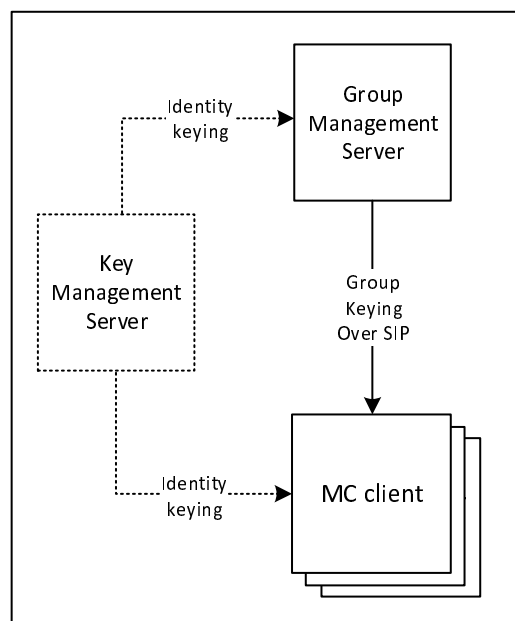 Identity
keying
Group
Management
Server
Key
Management
Server
Group
Keying
Over SIP
Identity
keying
MC client